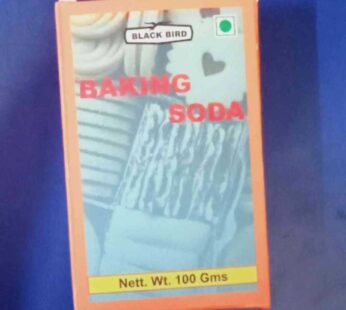 BLACK BIRD
BAKING
SODA
Nett. Wt. 100 Gms